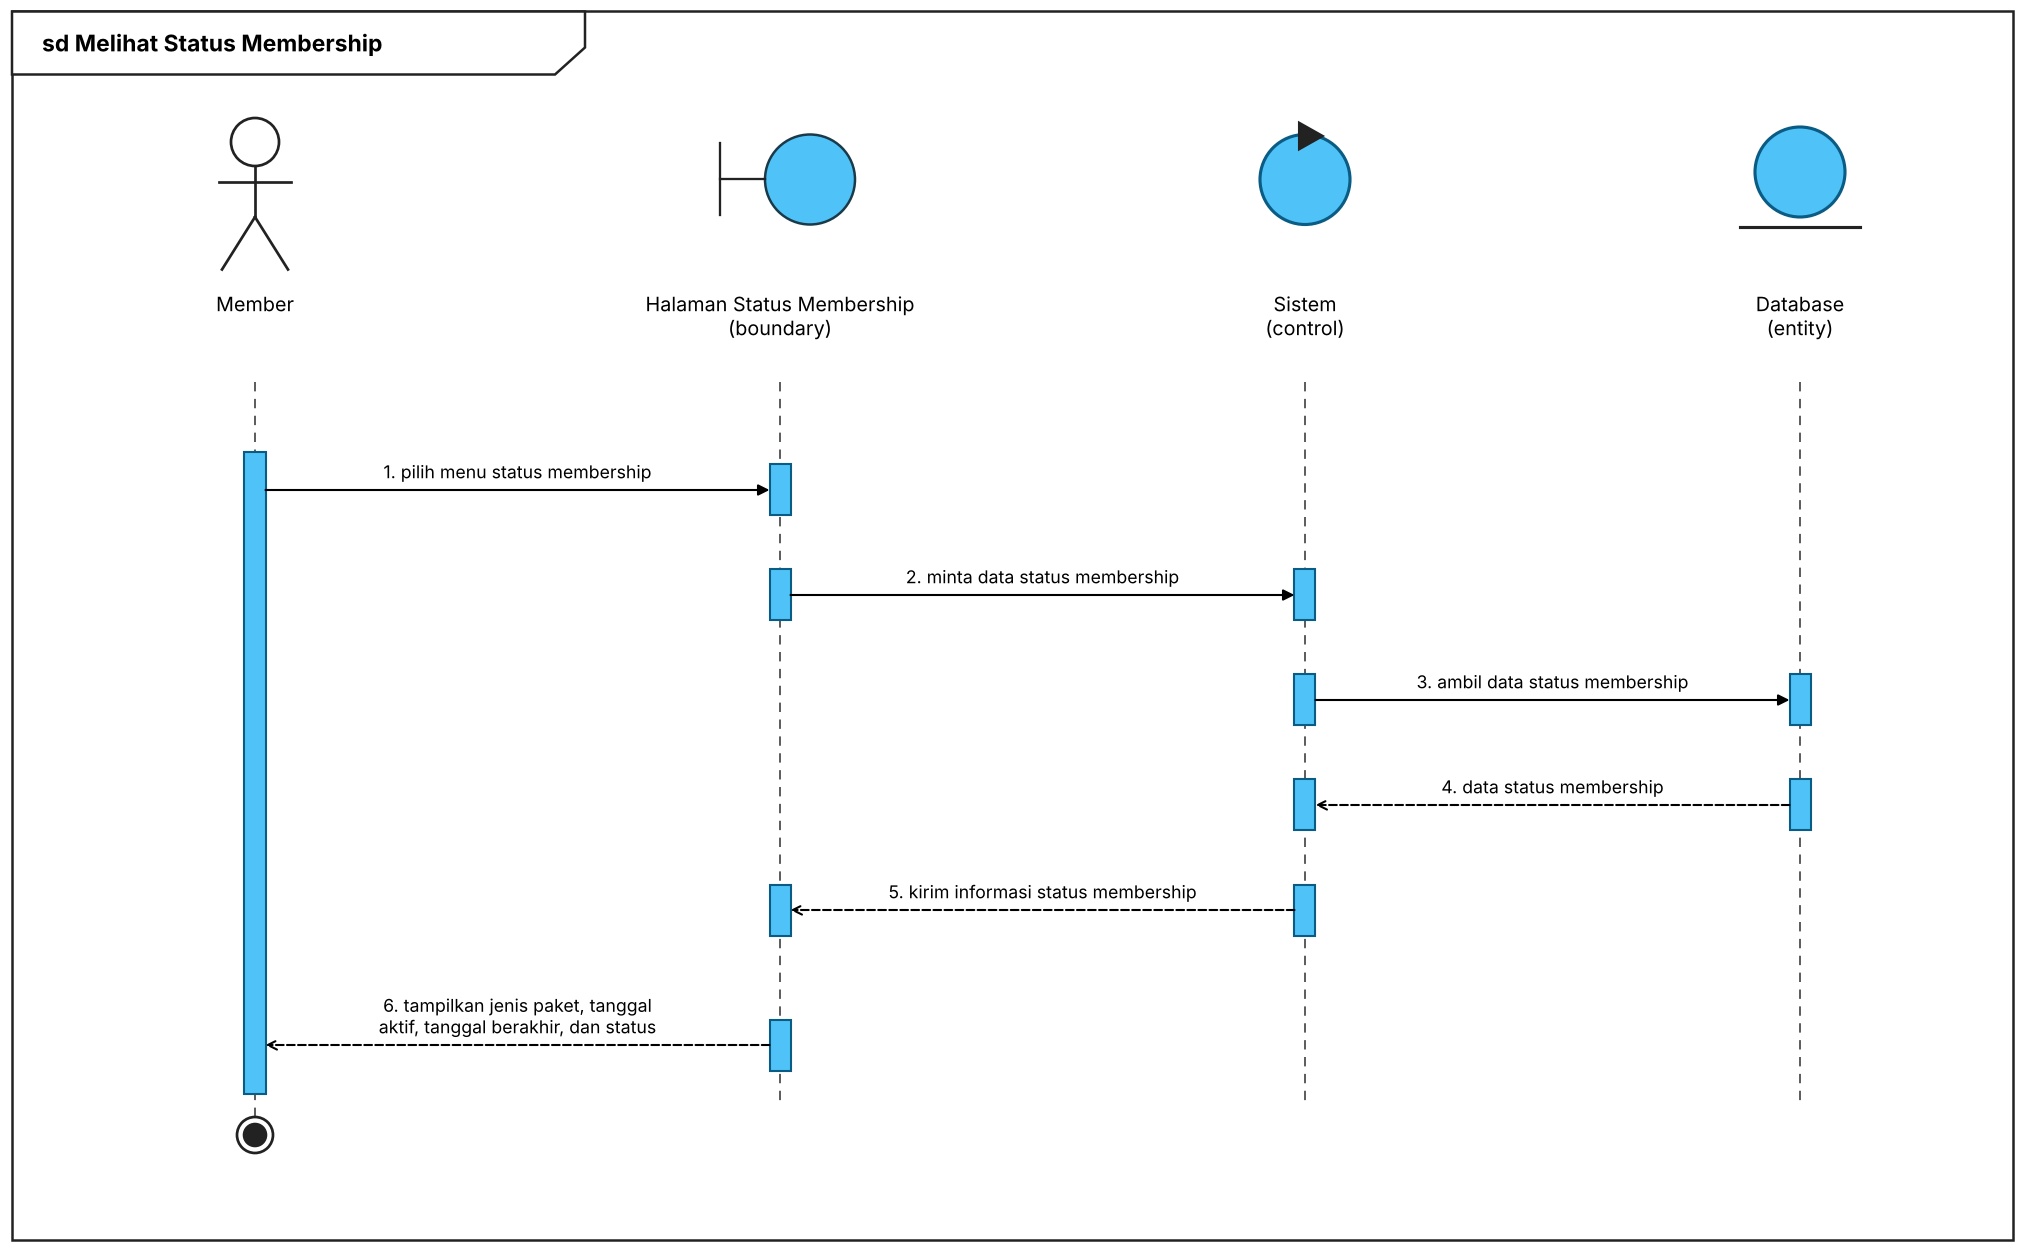 sd Melihat Status Membership
Member
Halaman Status Membership
(boundary)
Sistem
(control)
Database
(entity)
1. pilih menu status membership
2. minta data status membership
3. ambil data status membership
4. data status membership
5. kirim informasi status membership
6. tampilkan jenis paket, tanggal
aktif, tanggal berakhir, dan status